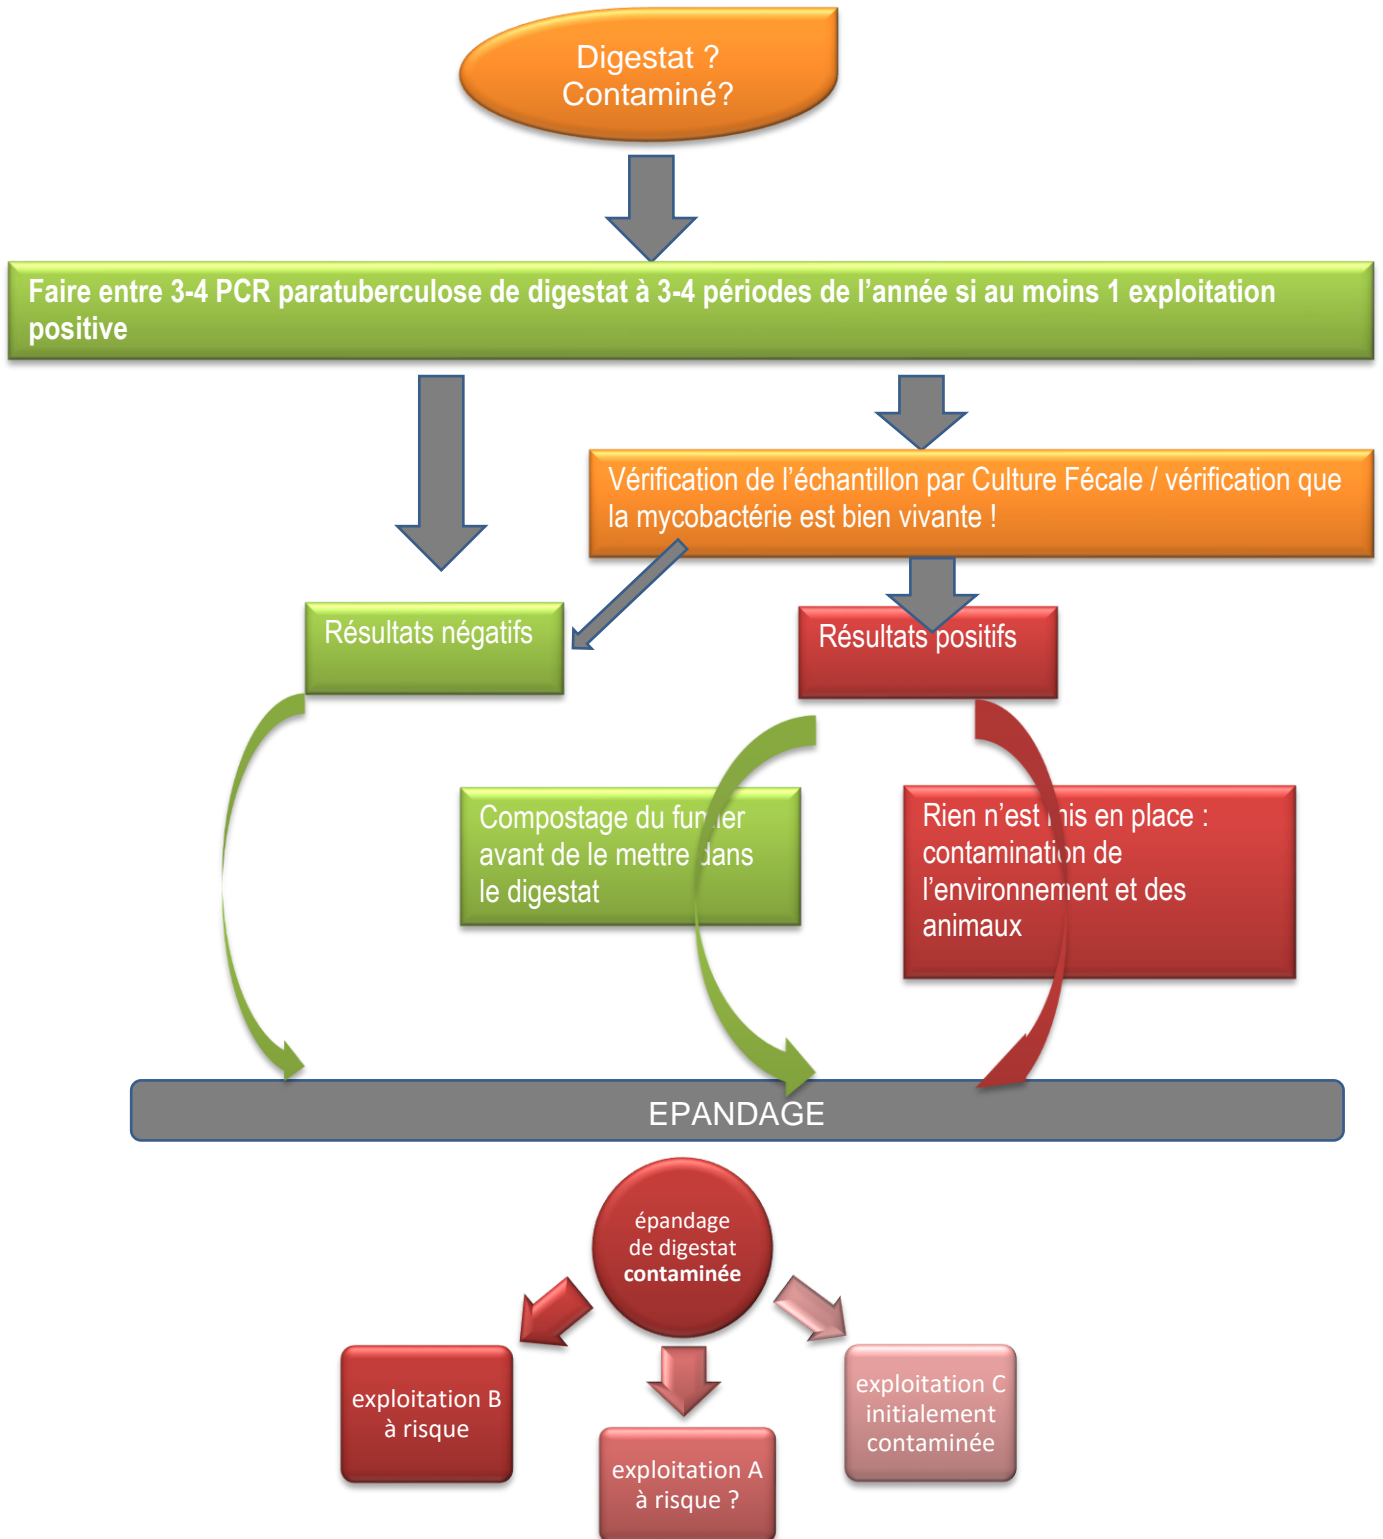 Digestat ?
Contaminé?
Faire entre 3-4 PCR paratuberculose de digestat à 3-4 périodes de l’année si au moins 1 exploitation
positive
Vérification de l’échantillon par Culture Fécale / vérification que
la mycobactérie est bien vivante !
Résultats négatifs
Résultats positifs
Compostage du fumier
avant de le mettre dans
le digestat
Rien n’est mis en place :
contamination de
l’environnement et des
animaux
EPANDAGE
épandage
de digestat
contaminée
exploitation B
à risque
exploitation A
à risque ?
exploitation C
initialement
contaminée